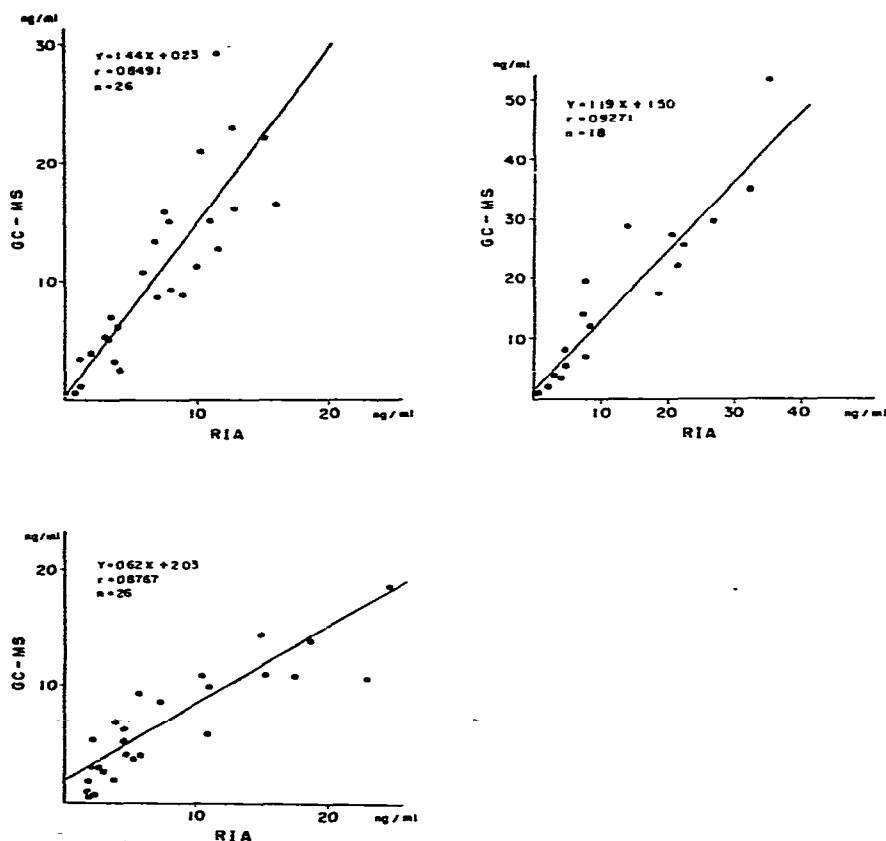 ng/ml
30
Y=1.44X+0.23
r=0.8491
n=26
20
GC-MS
10
10
20
ng/ml
RIA
ng/ml
50
Y=1.19X+1.50
r=0.9271
n=18
40
GC-MS
30
20
10
10
20
30
40
ng/ml
RIA
ng/ml
20
Y=0.62X+2.03
r=0.8767
n=26
GC-MS
10
10
20
ng/ml
RIA